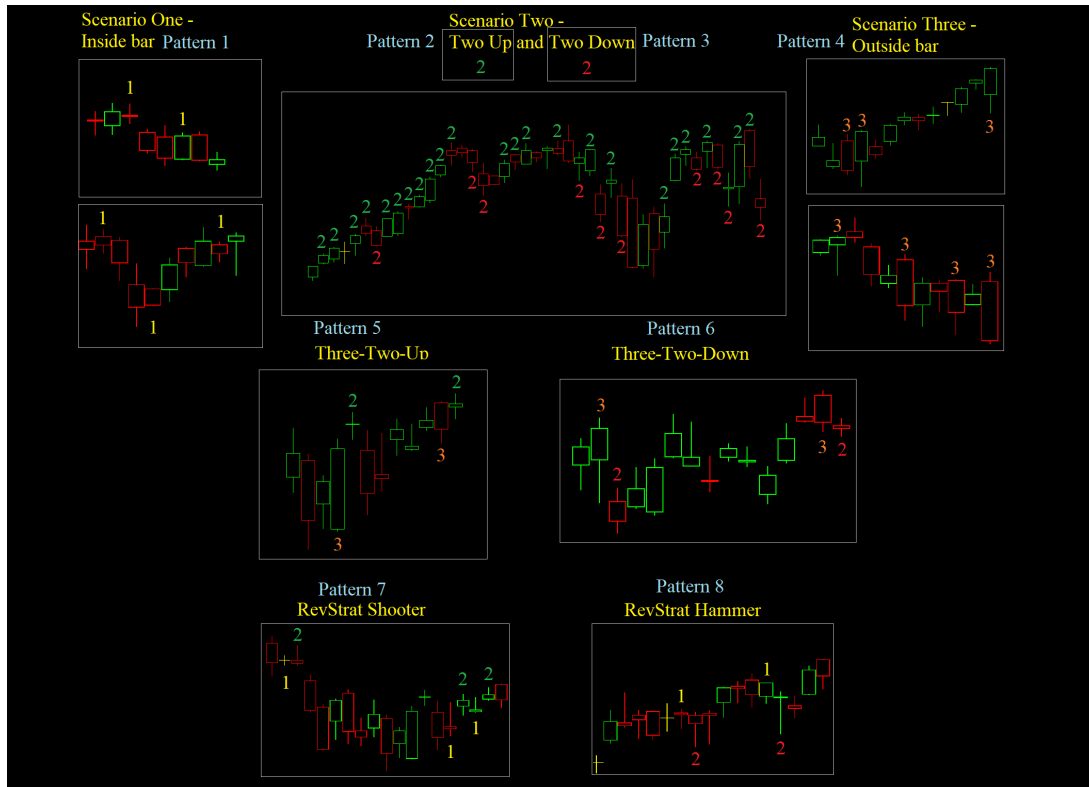 Scenario One -
Inside bar Pattern 1
Scenario Two -
Pattern 2 Two Up and Two Down Pattern 3
2 2
Scenario Three -
Pattern 4 Outside bar
1
1
1
1
1
2 2 2 2 2 2 2 2 2 2 2 2 2 2 2 2 2 2 2 2 2 2 2
2 2 2 2 2 2 2 2 2 2
3 3
3
3 3 3 3
Pattern 5
Three-Two-Up
2 2
3 3
Pattern 6
Three-Two-Down
3
2
3 2
Pattern 7
RevStrat Shooter
2
1
2 2
1 1
Pattern 8
RevStrat Hammer
1 1
2 2